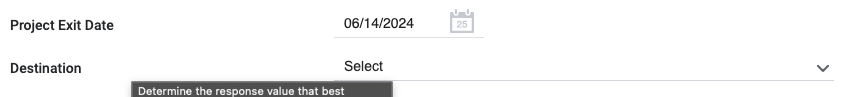 Project Exit Date 06/14/2024 25
Destination Select
Determine the response value that best